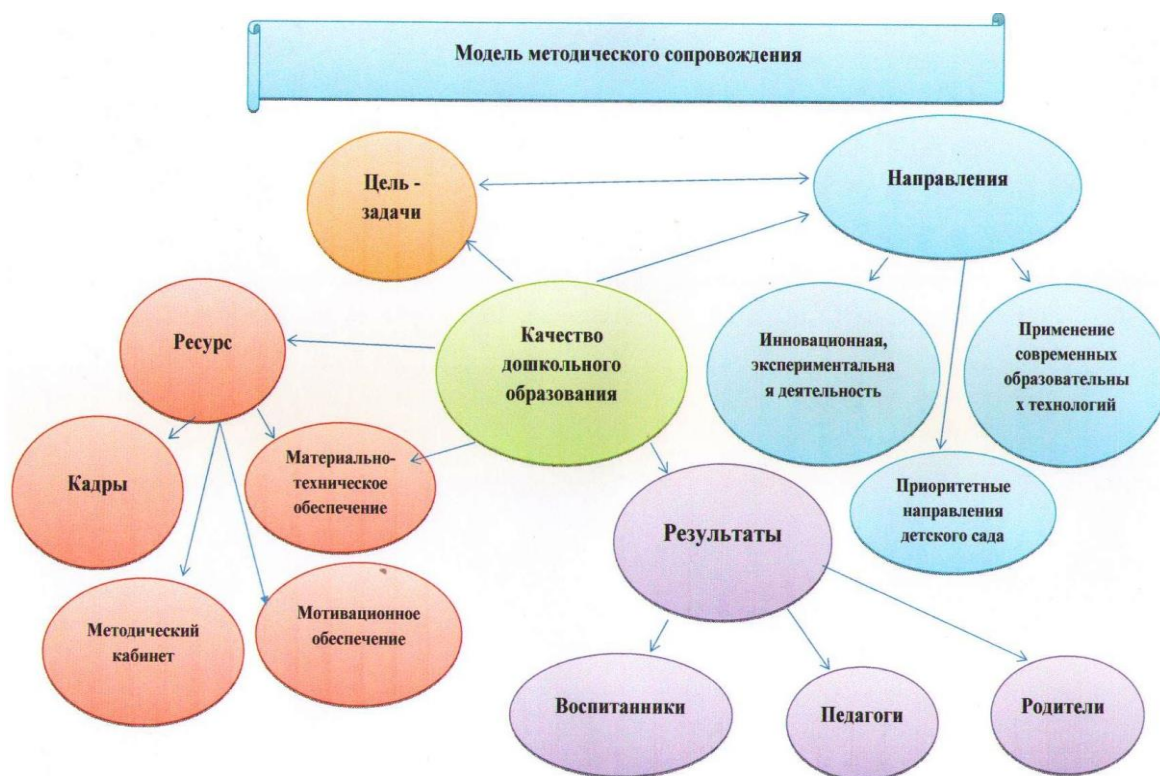 Модель методического сопровождения
Цель -
задачи
Направления
Ресурс
Качество
дошкольного
образования
Инновационная,
экспериментальна
я деятельность
Применение
современных
образовательны
х технологий
Кадры
Материально-
техническое
обеспечение
Приоритетные
направления
детского сада
Результаты
Методический
кабинет
Мотивационное
обеспечение
Воспитанники
Педагоги
Родители